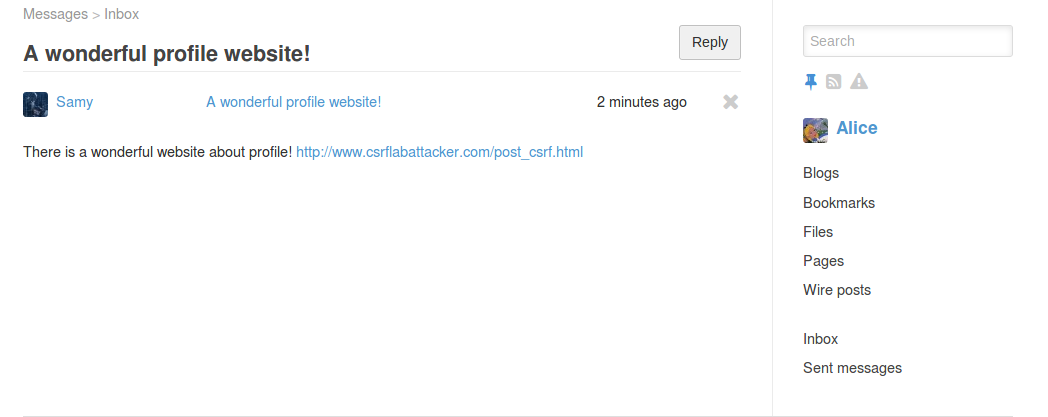 Messages > Inbox
A wonderful profile website!
Reply
Samy
A wonderful profile website!
2 minutes ago
There is a wonderful website about profile! http://www.csrflabattacker.com/post_csrf.html
Search
Alice
Blogs
Bookmarks
Files
Pages
Wire posts
Inbox
Sent messages